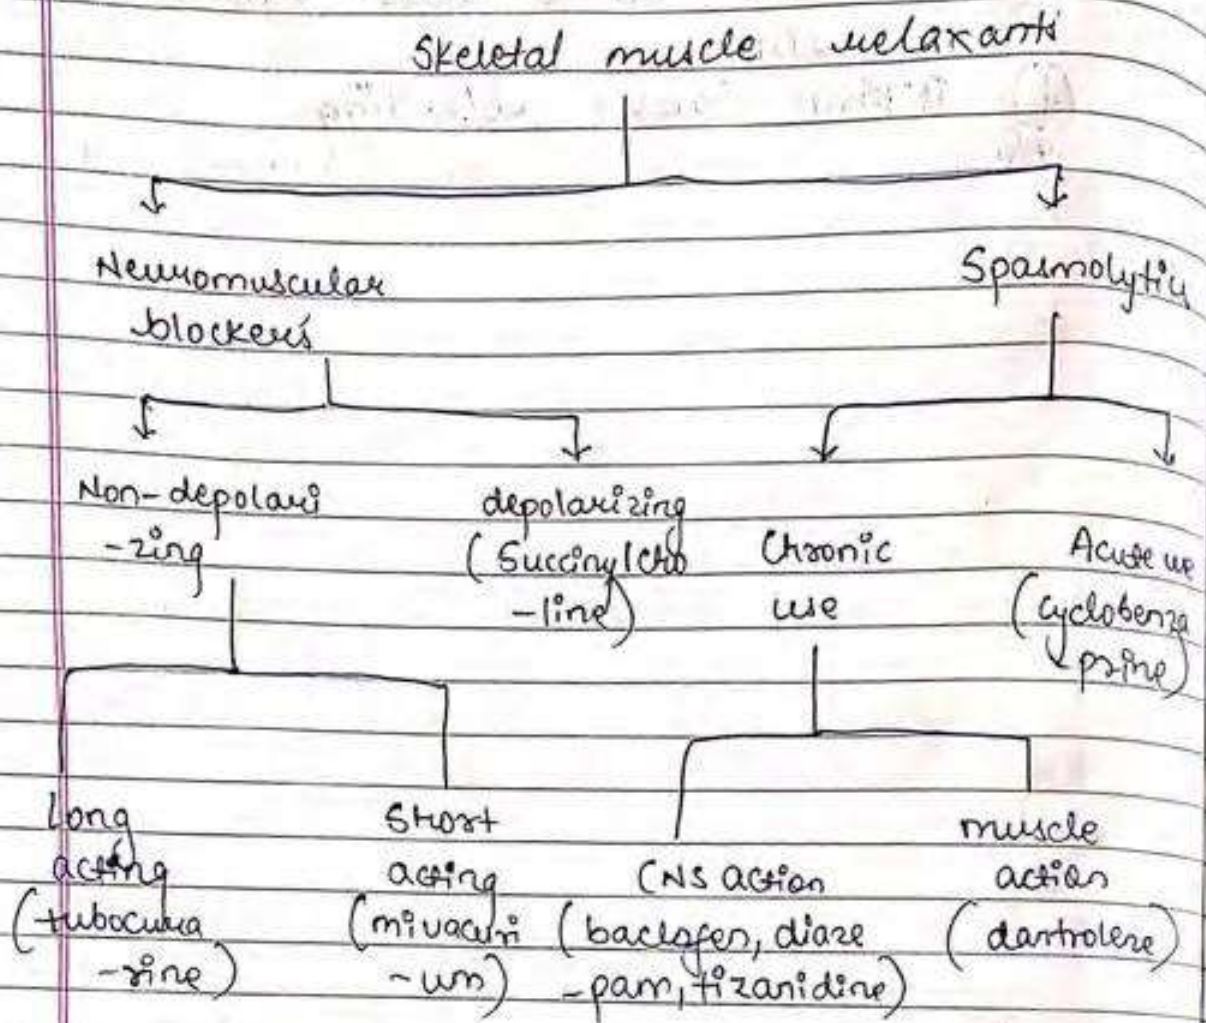 Skeletal muscle relaxants
Neuromuscular
blockers
Spasmolytics
Non-depolari
-zing
depolarizing
(Succinylcho
-line)
Chronic
use
Acute use
(cyclobenza
prine)
Long
acting
(tubocura
-rine)
Short
acting
(mivacuri
-um)
CNS action
(baclofen, diaze
-pam, tizanidine)
muscle
action
(dantrolene)